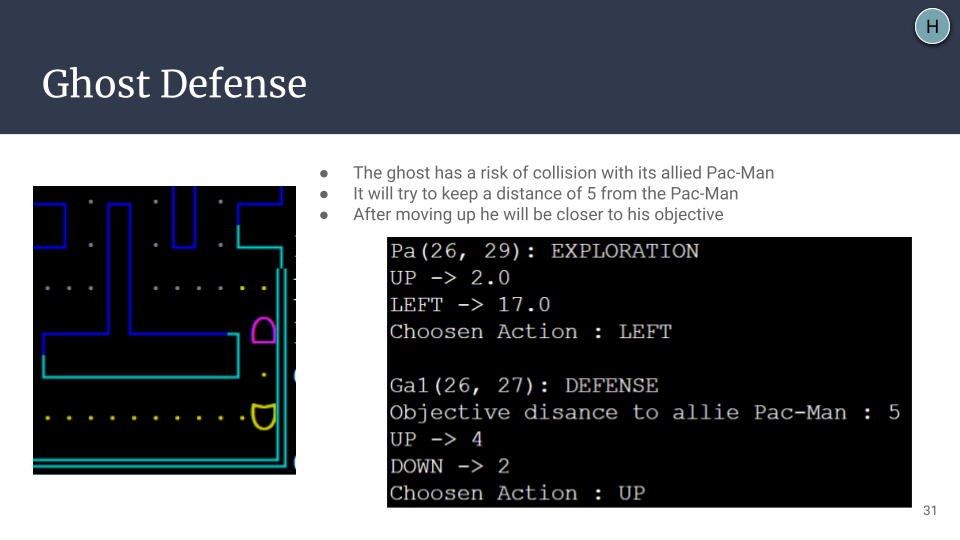 H
Ghost Defense
● The ghost has a risk of collision with its allied Pac-Man
● It will try to keep a distance of 5 from the Pac-Man
● After moving up he will be closer to his objective
Pa(26, 29): EXPLORATION
UP -> 2.0
LEFT -> 17.0
Choosen Action : LEFT
Ga1(26, 27): DEFENSE
Objective disance to allie Pac-Man : 5
UP -> 4
DOWN -> 2
Choosen Action : UP
31